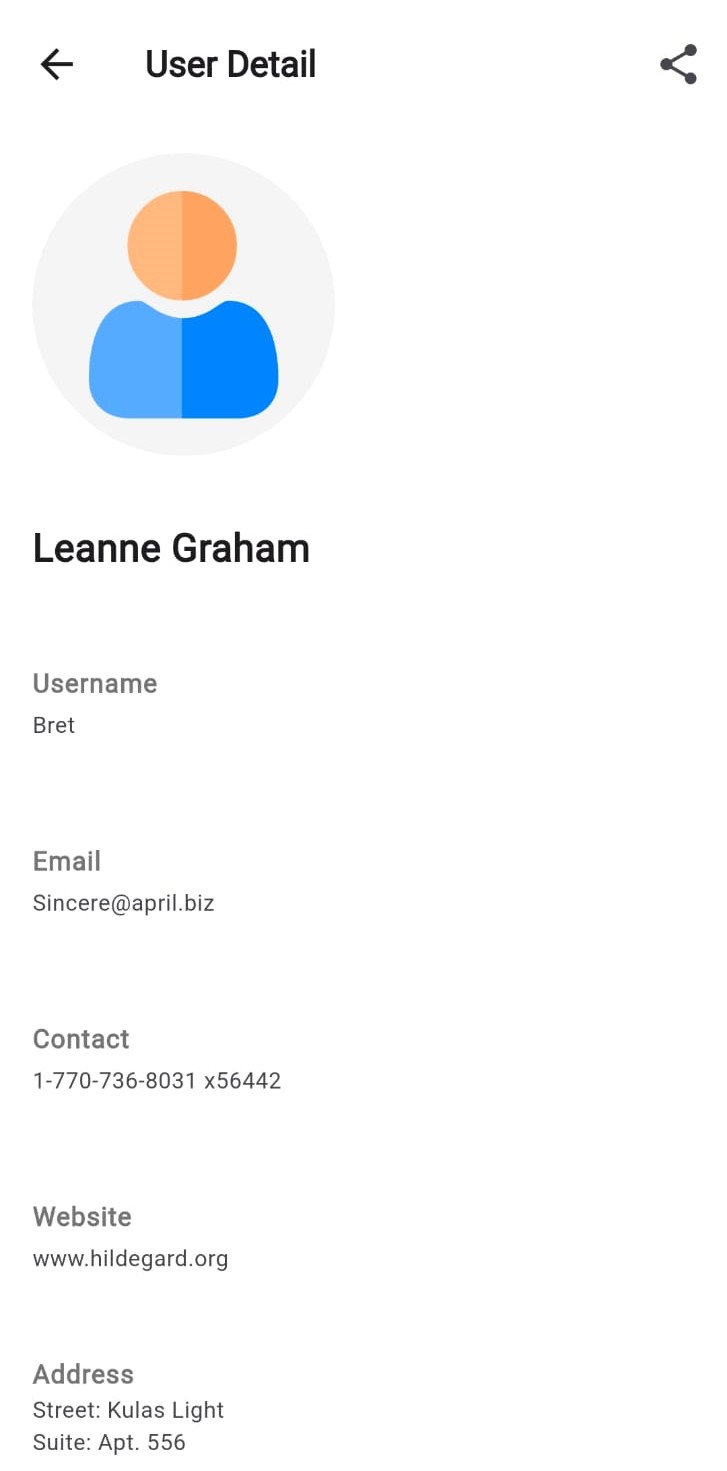 User Detail
Leanne Graham
Username
Bret
Email
Sincere@april.biz
Contact
1-770-736-8031 x56442
Website
www.hildegard.org
Address
Street: Kulas Light
Suite: Apt. 556